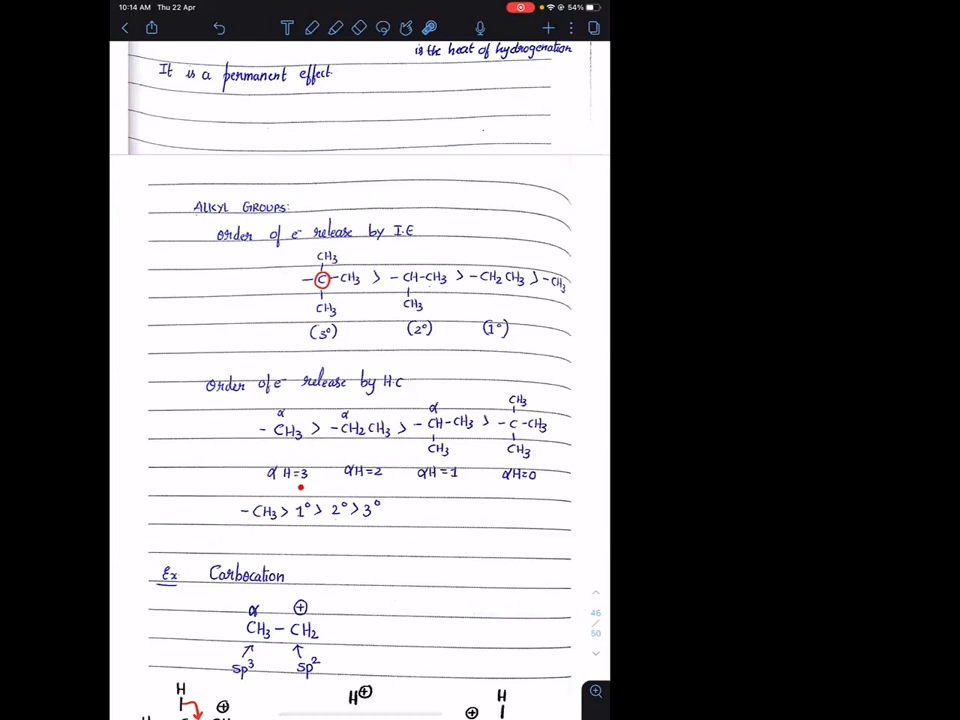 10:14 AM Thu 22 Apr
54%
is the heat of hydrogenation
It is a permanent effect.
ALKYL GROUPS:
Order of e⁻ release by I.E
CH₃
-C-CH₃ > -CH-CH₃ > -CH₂CH₃ > -CH₃
CH₃ CH₃
(3°) (2°) (1°)
Order of e⁻ release by H.C
CH₃
α α α
-CH₃ > -CH₂CH₃ > -CH-CH₃ > -C-CH₃
CH₃ CH₃
αH=3 αH=2 αH=1 αH=0
-CH₃ > 1° > 2° > 3°
Ex Carbocation
α ⊕
CH₃ - CH₂
sp³ sp²
46
/
50
H H⊕ H
⊕ ⊕